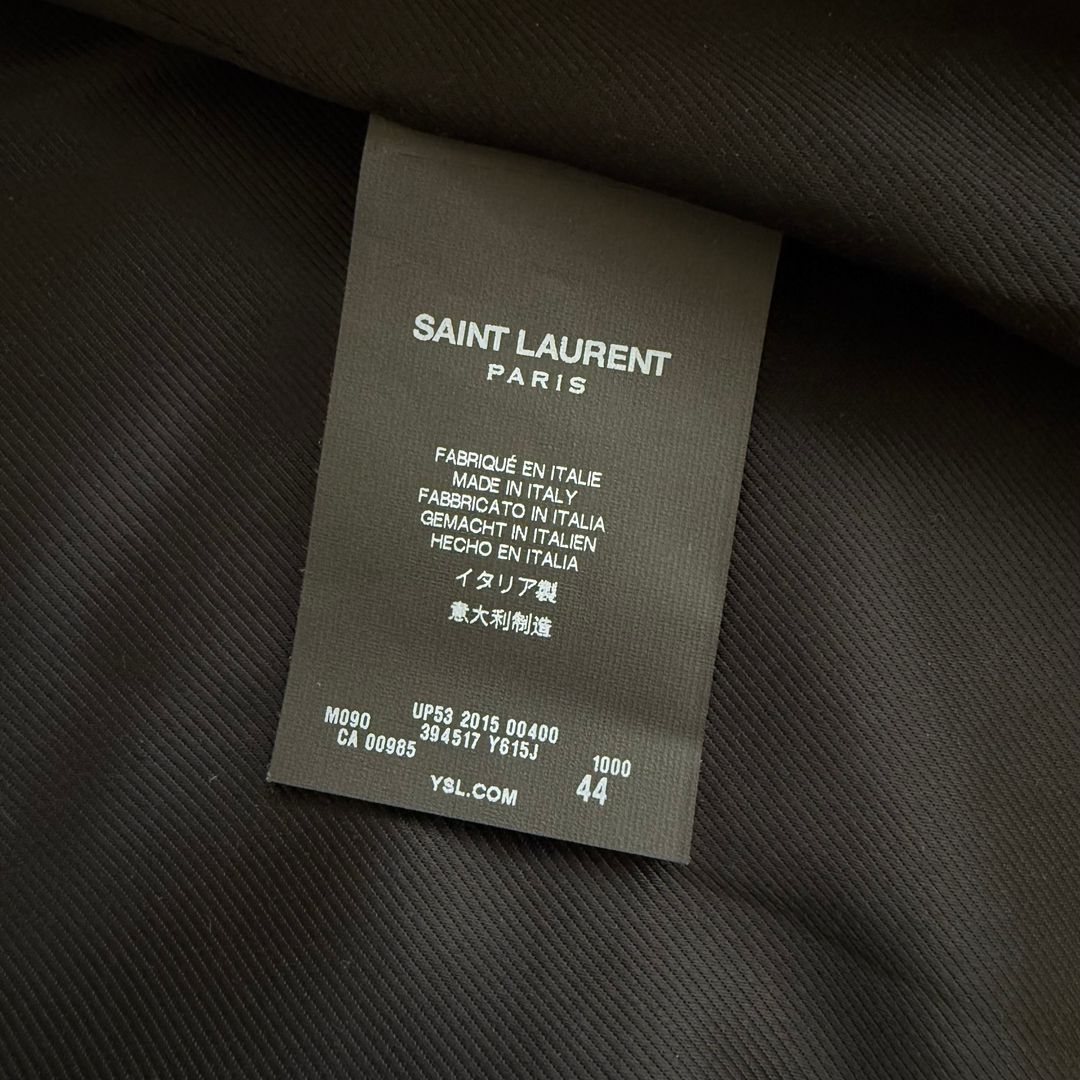 SAINT LAURENT
PARIS
FABRIQUÉ EN ITALIE
MADE IN ITALY
FABBRICATO IN ITALIA
GEMACHT IN ITALIEN
HECHO EN ITALIA
イタリア製
意大利制造
M090 UP53 2015 00400
CA 00985 394517 Y615J 1000
YSL.COM 44